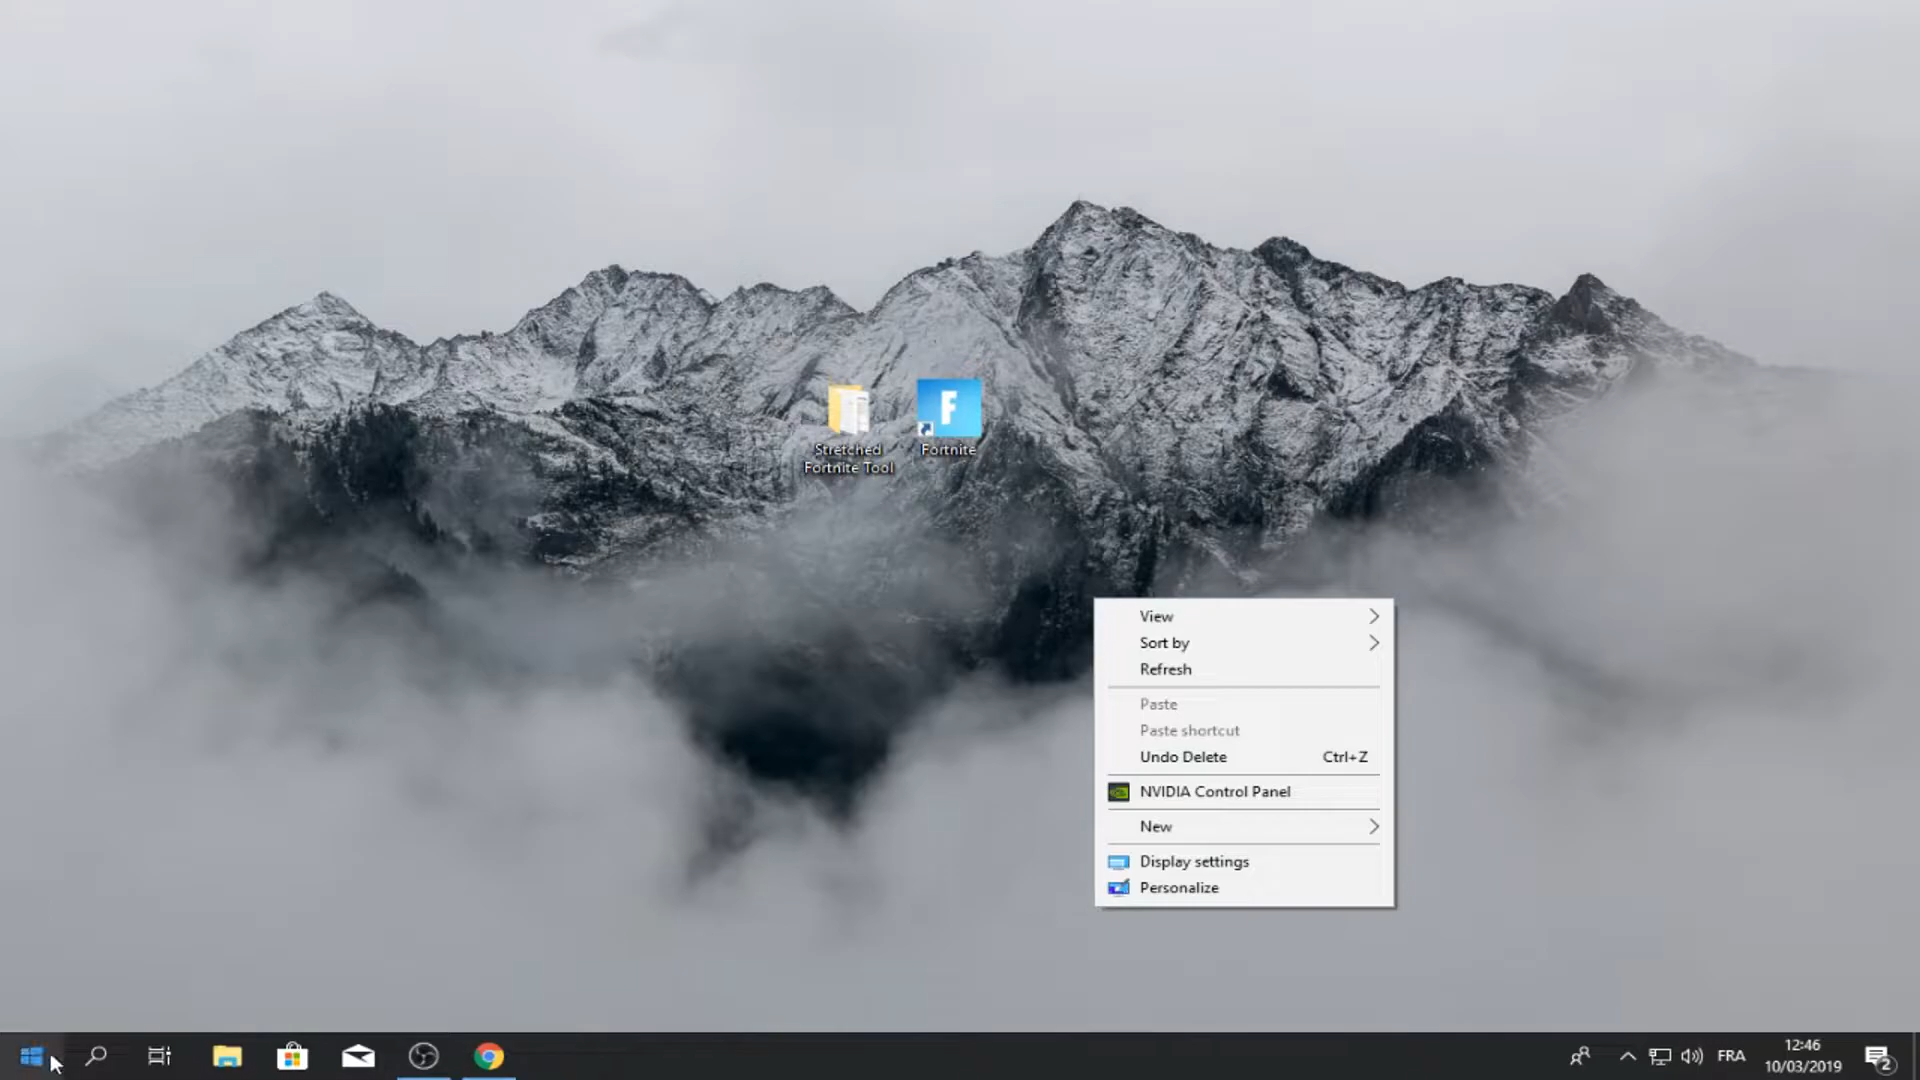 F
Stretched
Fortnite Tool
Fortnite
View
Sort by
Refresh
Paste
Paste shortcut
Undo Delete Ctrl+Z
NVIDIA Control Panel
New
Display settings
Personalize
FRA
12:46
10/03/2019
2